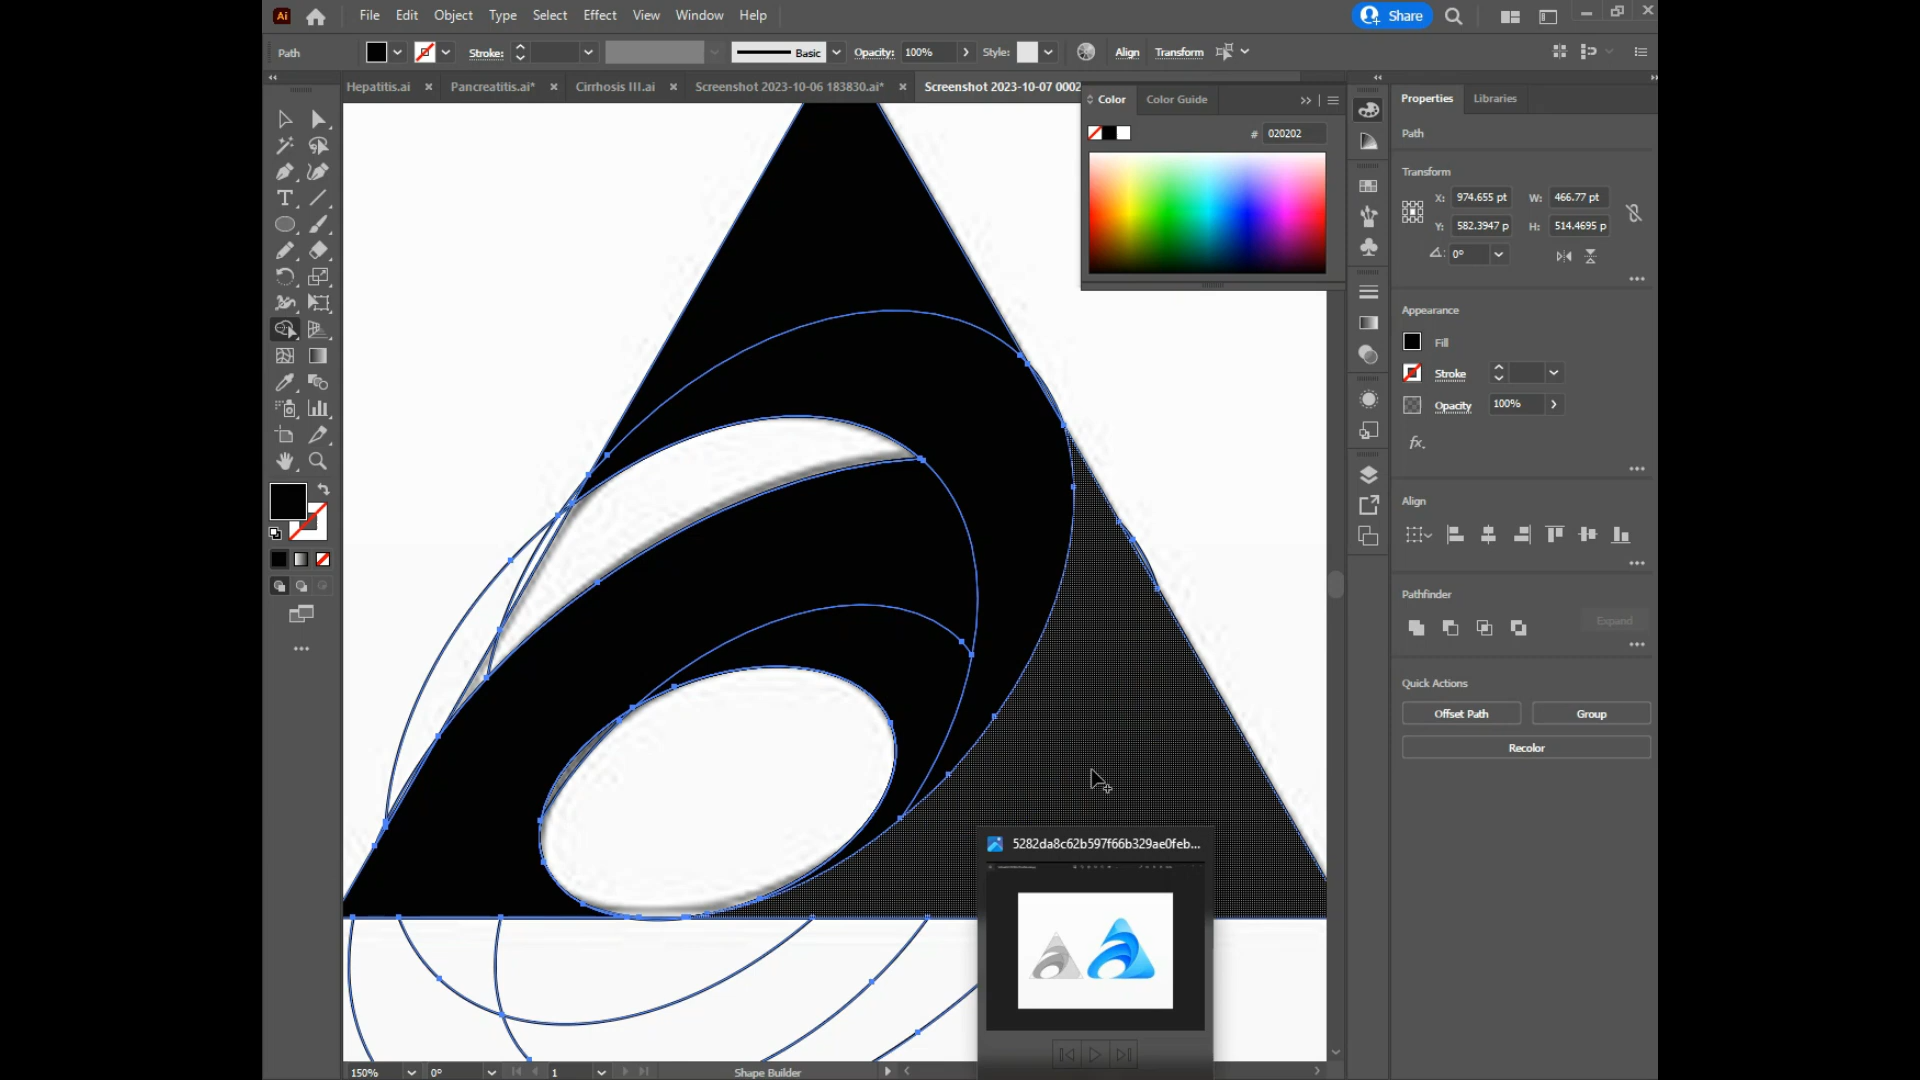 Ai File Edit Object Type Select Effect View Window Help Share
Path Stroke: Basic Opacity: 100% Style: Align Transform
Hepatitis.ai Pancreatitis.ai* Cirrhosis III.ai Screenshot 2023-10-06 183830.ai* Screenshot 2023-10-07 0002
Color Color Guide
# 020202
Properties Libraries
Path
Transform
X: 974.655 pt W: 466.77 pt
Y: 582.3947 p H: 514.4695 p
0°
Appearance
Fill
Stroke
Opacity 100%
fx.
Align
Pathfinder
Expand
Quick Actions
Offset Path Group
Recolor
5282da8c62b597f66b329ae0feb...
150% 0° 1 Shape Builder